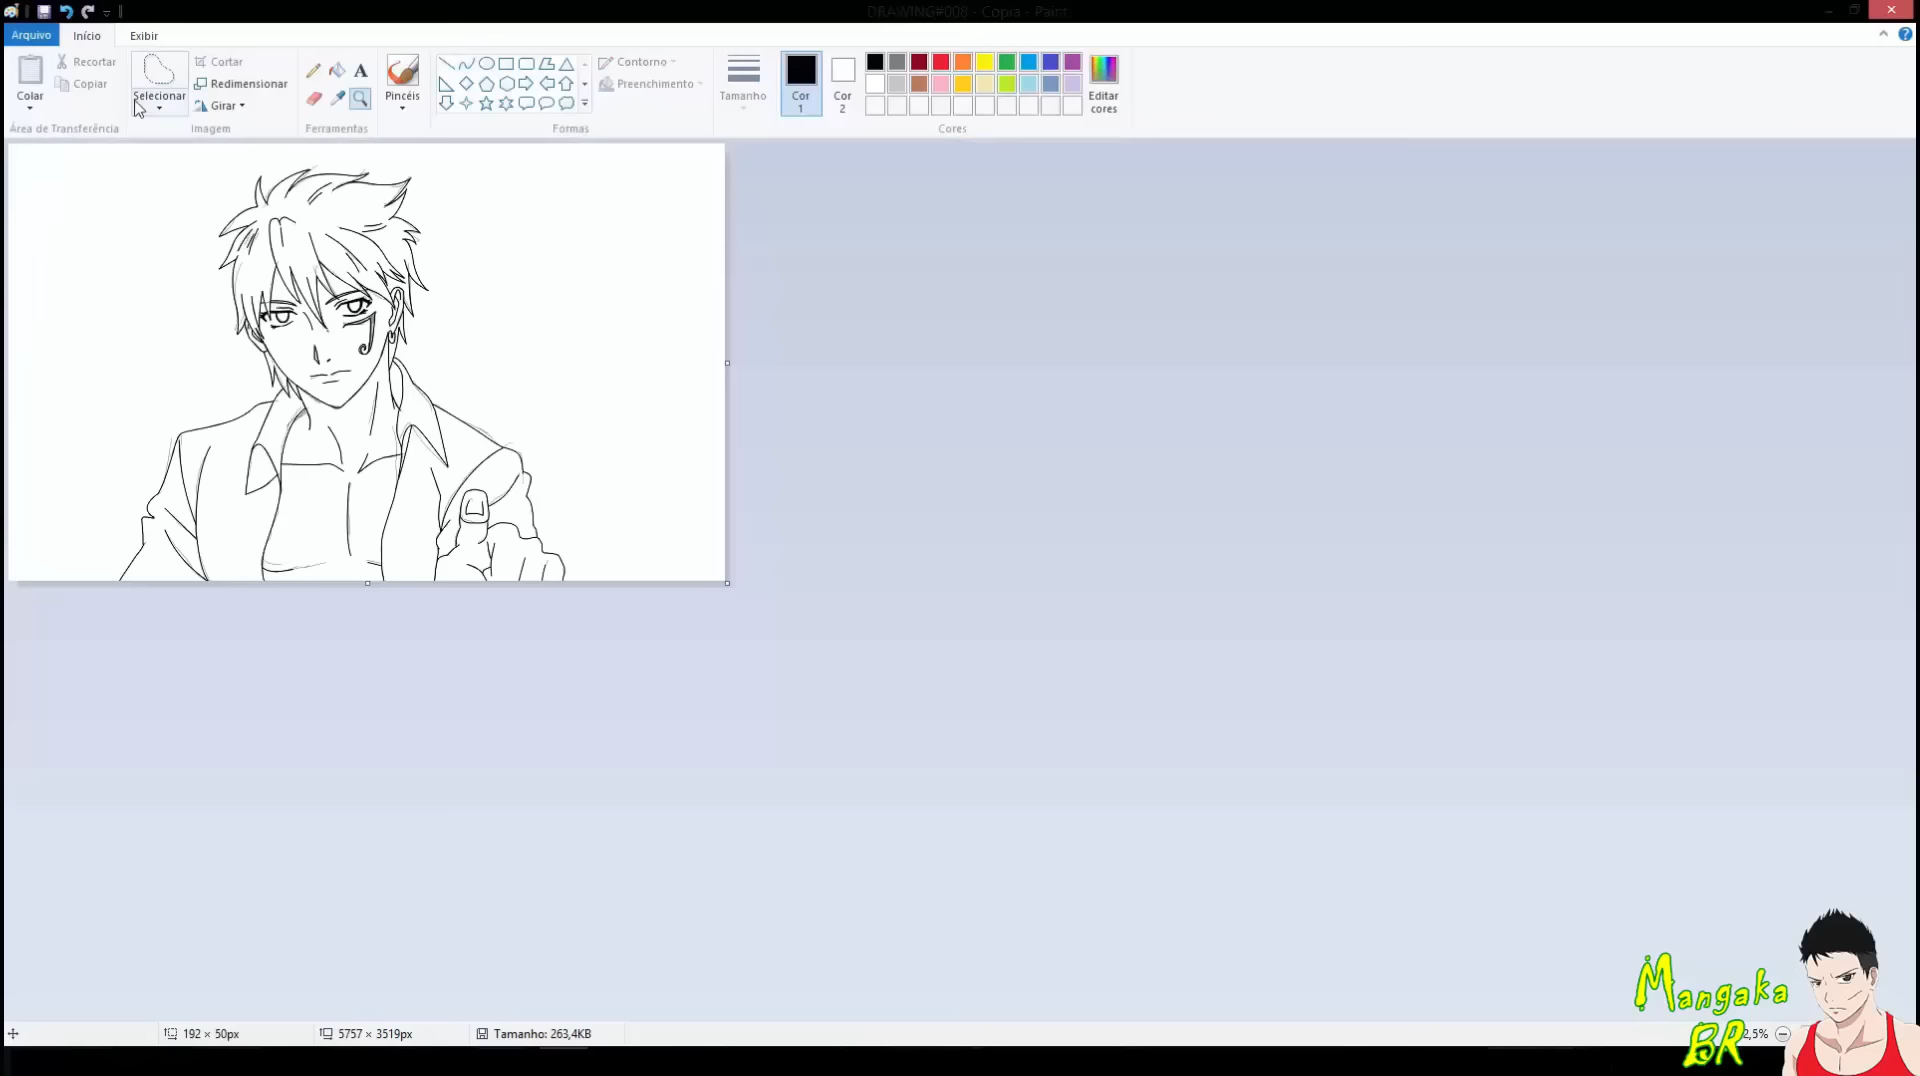 DRAWING#008 - Copia - Paint
Arquivo Início Exibir
Colar
Recortar
Copiar
Área de Transferência
Selecionar
Cortar
Redimensionar
Girar
Imagem
A
Ferramentas
Pincéis
Formas
Contorno
Preenchimento
Tamanho
Cor
1
Cor
2
Editar
cores
Cores
192 × 50px
5757 × 3519px
Tamanho: 263,4KB
2,5%
Mangaka
BR